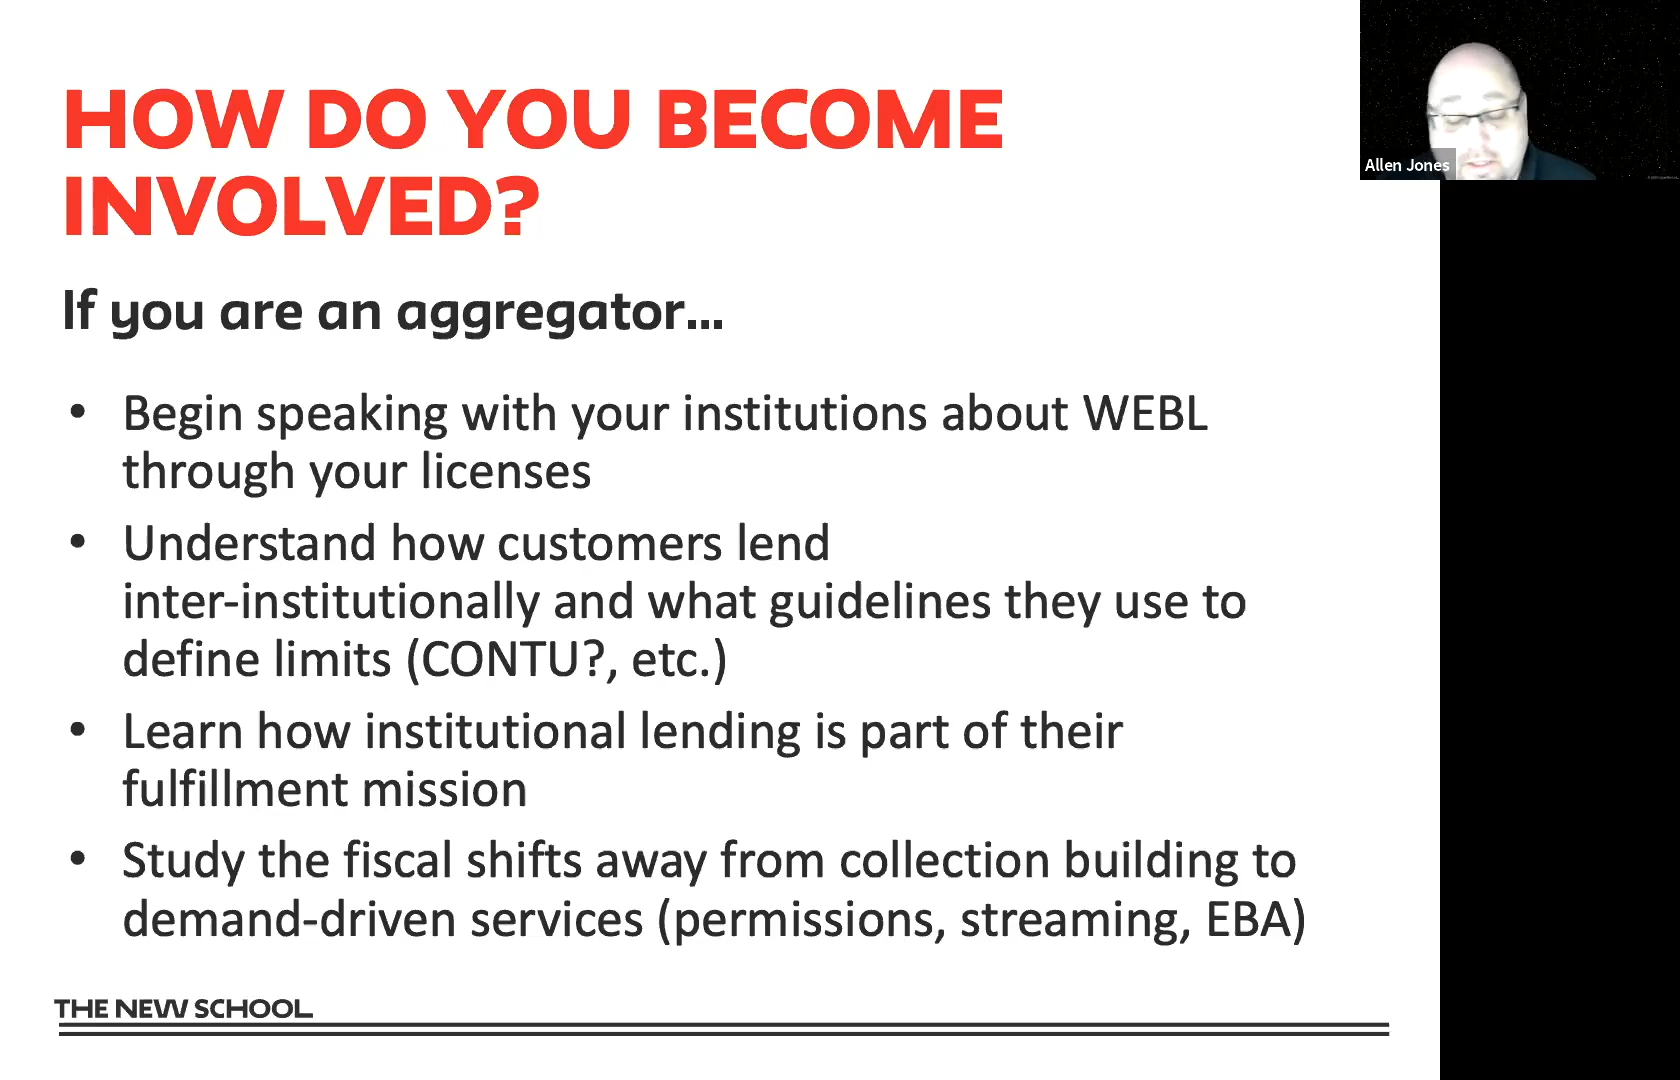 HOW DO YOU BECOME
INVOLVED?
If you are an aggregator...
• Begin speaking with your institutions about WEBL
through your licenses
• Understand how customers lend
inter-institutionally and what guidelines they use to
define limits (CONTU?, etc.)
• Learn how institutional lending is part of their
fulfillment mission
• Study the fiscal shifts away from collection building to
demand-driven services (permissions, streaming, EBA)
THE NEW SCHOOL
Allen Jones